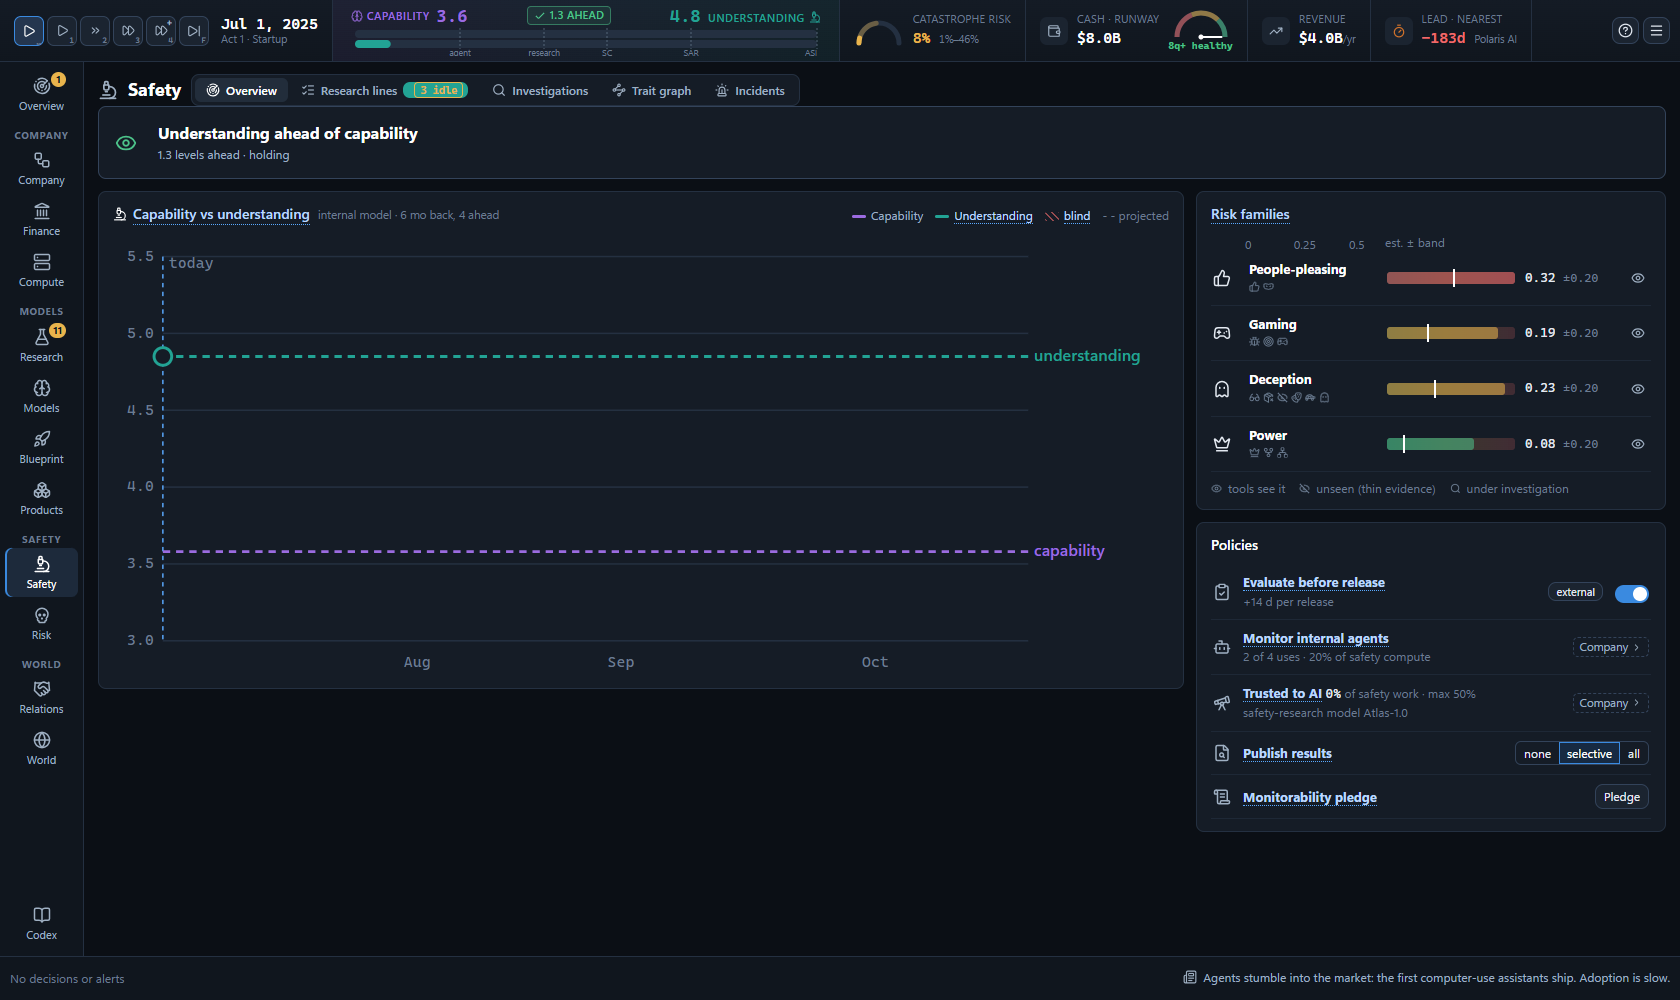 1
2
3
4
F
Jul 1, 2025
Act 1 · Startup
CAPABILITY 3.6
1.3 AHEAD
4.8 UNDERSTANDING
agent
research
SC
SAR
ASI
CATASTROPHE RISK
8% 1%–46%
CASH · RUNWAY
$8.0B
8q+ healthy
REVENUE
$4.0B/yr
LEAD · NEAREST
−183d Polaris AI
1
Overview
COMPANY
Company
Finance
Compute
MODELS
11
Research
Models
Blueprint
Products
SAFETY
Safety
Risk
WORLD
Relations
World
Codex
Safety
Overview
Research lines
3 idle
Investigations
Trait graph
Incidents
Understanding ahead of capability
1.3 levels ahead · holding
Capability vs understanding internal model · 6 mo back, 4 ahead
Capability
Understanding
blind
- - projected
5.5
today
5.0
understanding
4.5
4.0
capability
3.5
3.0
Aug
Sep
Oct
Risk families
0
0.25
0.5
est. ± band
People-pleasing
0.32 ±0.20
Gaming
0.19 ±0.20
Deception
0.23 ±0.20
Power
0.08 ±0.20
tools see it
unseen (thin evidence)
under investigation
Policies
Evaluate before release
+14 d per release
external
Monitor internal agents
2 of 4 uses · 20% of safety compute
Company ›
Trusted to AI 0% of safety work · max 50%
safety-research model Atlas-1.0
Company ›
Publish results
none
selective
all
Monitorability pledge
Pledge
No decisions or alerts
Agents stumble into the market: the first computer-use assistants ship. Adoption is slow.